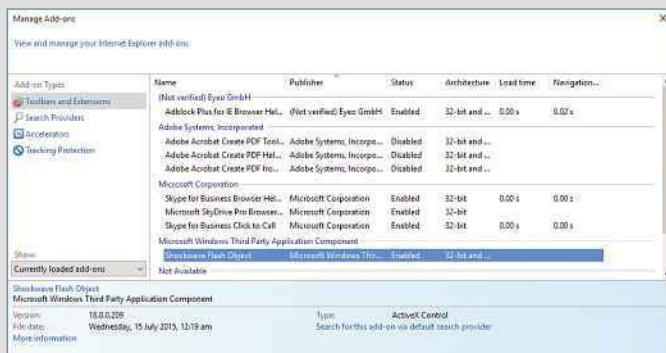 Manage Add-ons
View and manage your Internet Explorer add-ons.
Add-on Types
Toolbars and Extensions
Search Providers
Accelerators
Tracking Protection
Show:
Currently loaded add-ons
Name Publisher Status Architecture Load time Navigation...
(Not verified) Eyeo GmbH
Adblock Plus for IE Browser Hel... (Not verified) Eyeo GmbH Enabled 32-bit and ... 0.00 s 0.02 s
Adobe Systems, Incorporated
Adobe Acrobat Create PDF Tool... Adobe Systems, Incorpo... Disabled 32-bit and ...
Adobe Acrobat Create PDF Hel... Adobe Systems, Incorpo... Disabled 32-bit and ...
Adobe Acrobat Create PDF fro... Adobe Systems, Incorpo... Disabled 32-bit and ...
Microsoft Corporation
Skype for Business Browser Hel... Microsoft Corporation Enabled 32-bit 0.00 s 0.00 s
Microsoft SkyDrive Pro Browser... Microsoft Corporation Enabled 32-bit
Skype for Business Click to Call Microsoft Corporation Enabled 32-bit 0.00 s 0.00 s
Microsoft Windows Third Party Application Component
Shockwave Flash Object Microsoft Windows Thir... Enabled 32-bit and ...
Not Available
Shockwave Flash Object
Microsoft Windows Third Party Application Component
Version: 18.0.0.209 Type: ActiveX Control
File date: Wednesday, 15 July 2015, 12:19 am Search for this add-on via default search provider
More information